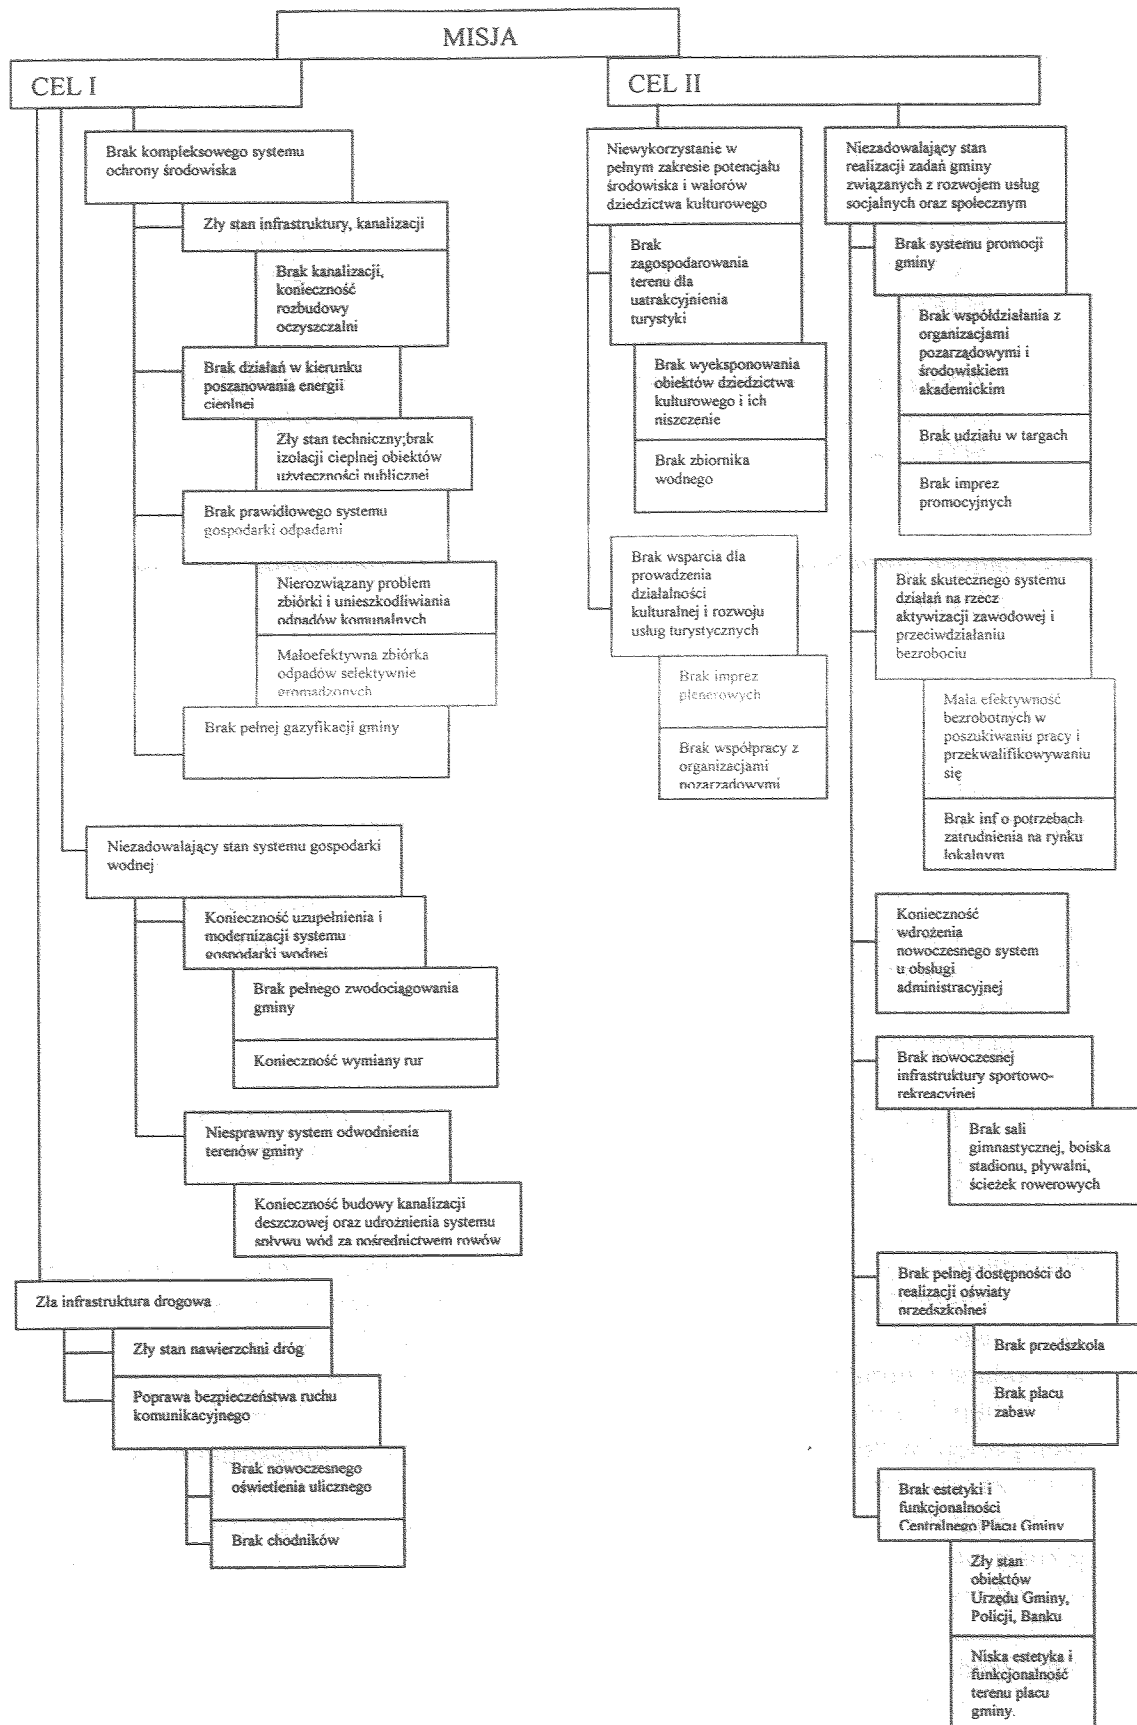 MISJA
CEL I
CEL II
Brak kompleksowego systemu
ochrony środowiska
Zły stan infrastruktury, kanalizacji
Brak kanalizacji,
konieczność
rozbudowy
oczyszczalni
Brak działań w kierunku
poszanowania energii
cieplnej
Zły stan techniczny;brak
izolacji cieplnej obiektów
użyteczności publicznej
Brak prawidłowego systemu
gospodarki odpadami
Nierozwiązany problem
zbiórki i unieszkodliwiania
odpadów komunalnych
Małoefektywna zbiórka
odpadów selektywnie
gromadzonych
Brak pełnej gazyfikacji gminy
Niezadowalający stan systemu gospodarki
wodnej
Konieczność uzupełnienia i
modernizacji systemu
gospodarki wodnej
Brak pełnego zwodociągowania
gminy
Konieczność wymiany rur
Niesprawny system odwodnienia
terenów gminy
Konieczność budowy kanalizacji
deszczowej oraz udrożnienia systemu
spływu wód za pośrednictwem rowów
Zła infrastruktura drogowa
Zły stan nawierzchni dróg
Poprawa bezpieczeństwa ruchu
komunikacyjnego
Brak nowoczesnego
oświetlenia ulicznego
Brak chodników
Niewykorzystanie w
pełnym zakresie potencjału
środowiska i walorów
dziedzictwa kulturowego
Brak
zagospodarowania
terenu dla
uatrakcyjnienia
turystyki
Brak wyeksponowania
obiektów dziedzictwa
kulturowego i ich
niszczenie
Brak zbiornika
wodnego
Brak wsparcia dla
prowadzenia
działalności
kulturalnej i rozwoju
usług turystycznych
Brak imprez
plenerowych
Brak współpracy z
organizacjami
pozarządowymi
Niezadowalający stan
realizacji zadań gminy
związanych z rozwojem usług
socjalnych oraz społecznym
Brak systemu promocji
gminy
Brak współdziałania z
organizacjami
pozarządowymi i
środowiskiem
akademickim
Brak udziału w targach
Brak imprez
promocyjnych
Brak skutecznego systemu
działań na rzecz
aktywizacji zawodowej i
przeciwdziałaniu
bezrobociu
Mała efektywność
bezrobotnych w
poszukiwaniu pracy i
przekwalifikowywaniu
się
Brak inf o potrzebach
zatrudnienia na rynku
lokalnym
Konieczność
wdrożenia
nowoczesnego system
u obsługi
administracyjnej
Brak nowoczesnej
infrastruktury sportowo-
rekreacyjnej
Brak sali
gimnastycznej, boiska
stadionu, pływalni,
ścieżek rowerowych
Brak pełnej dostępności do
realizacji oświaty
przedszkolnej
Brak przedszkola
Brak placu
zabaw
Brak estetyki i
funkcjonalności
Centralnego Placu Gminy
Zły stan
obiektów
Urzędu Gminy,
Policji, Banku
Niska estetyka i
funkcjonalność
terenu placu
gminy.